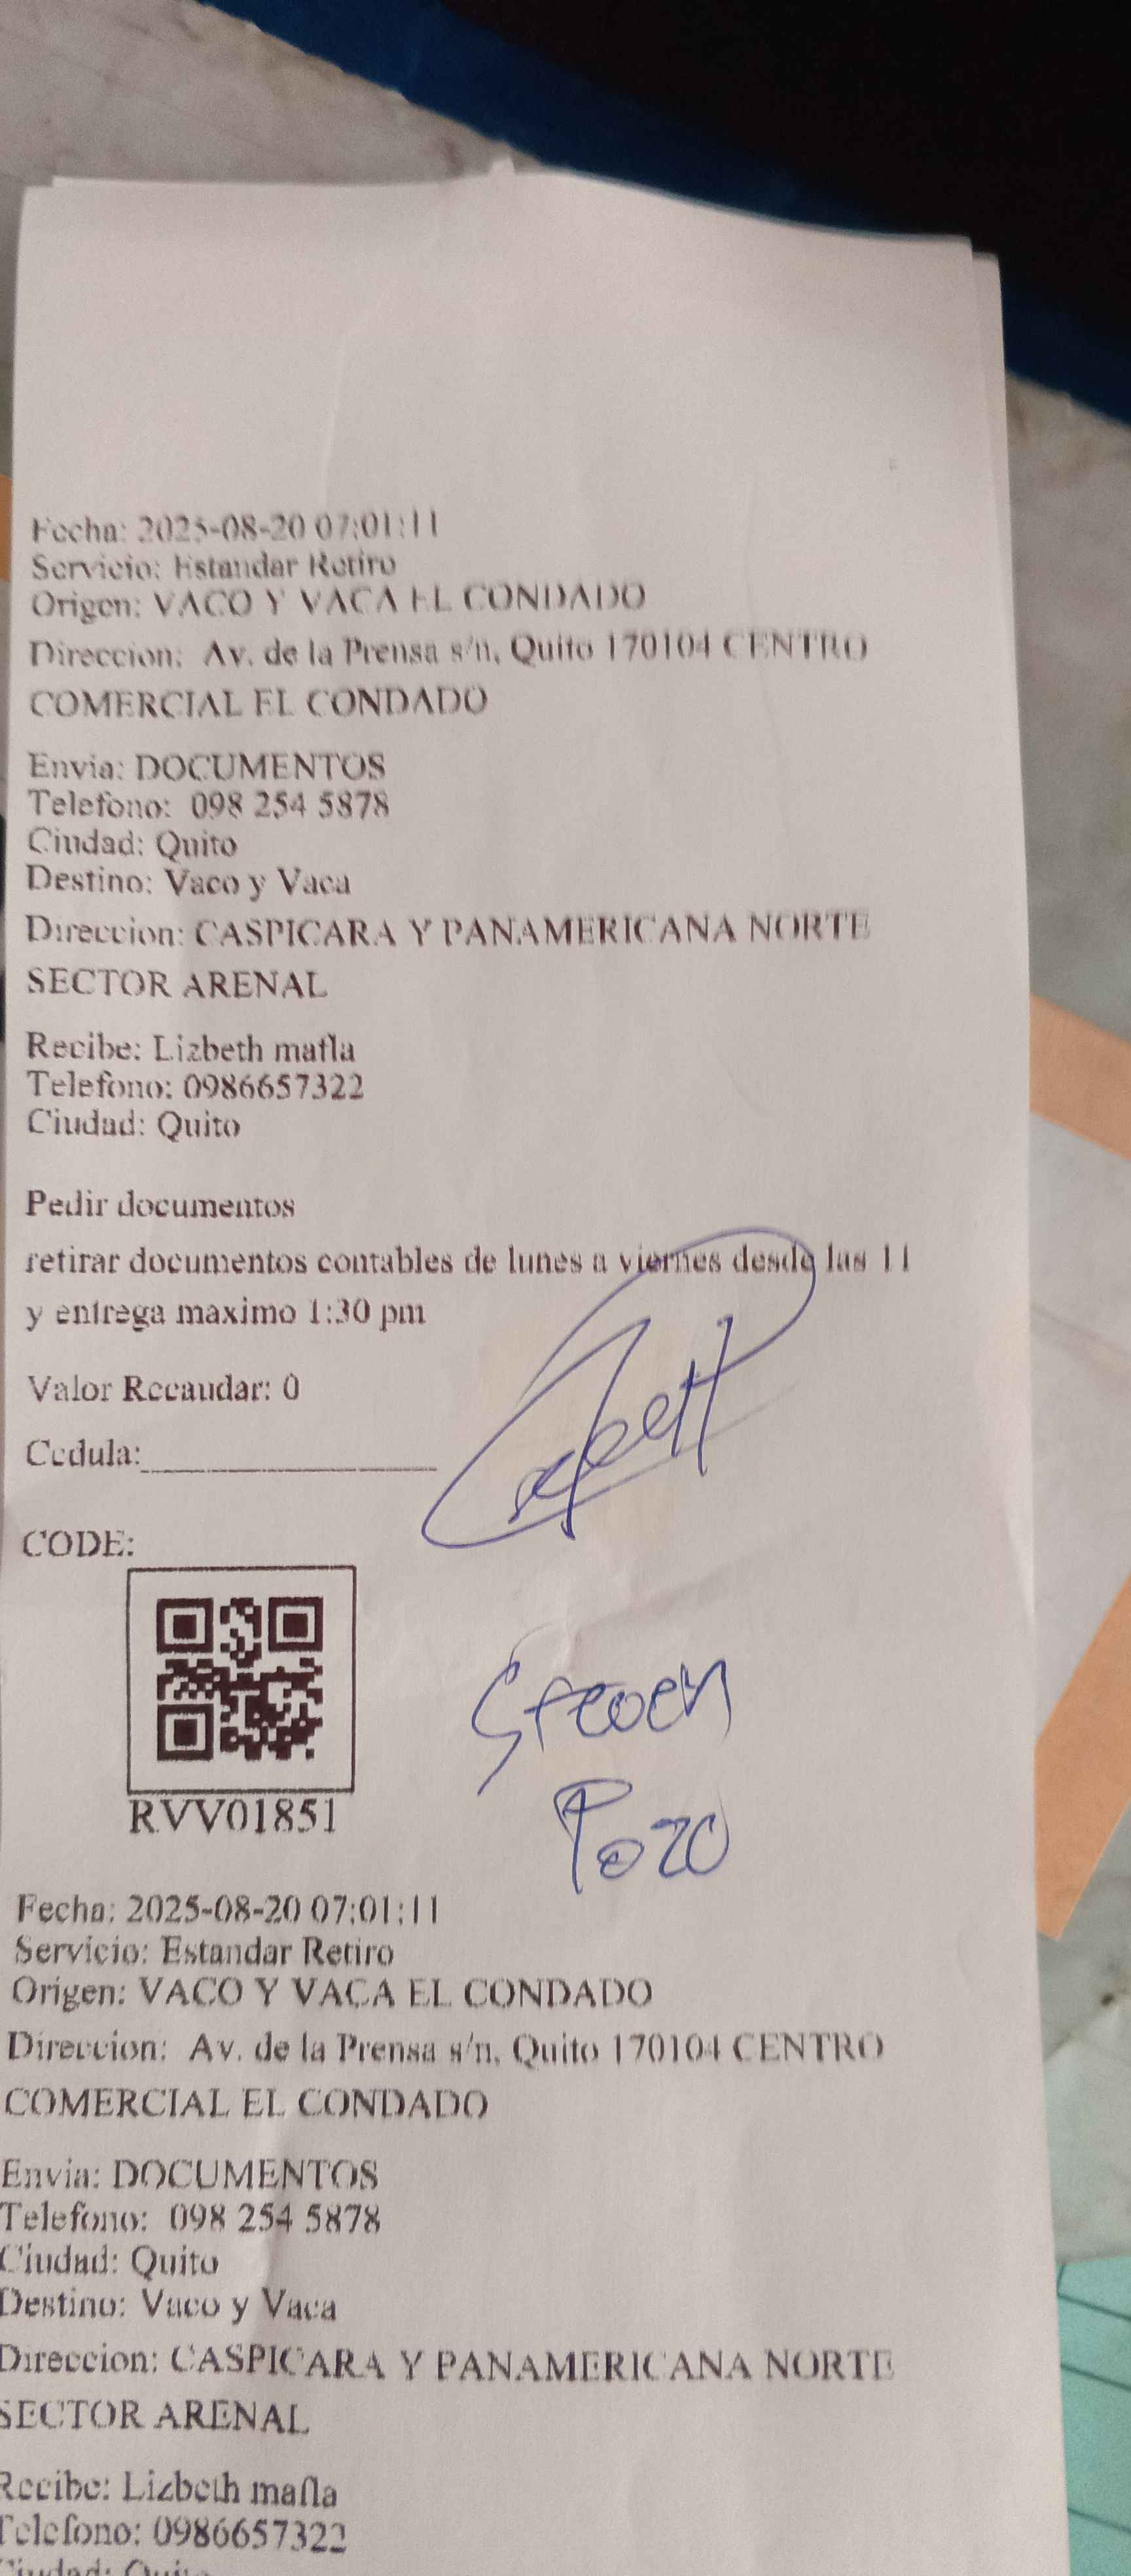 Fecha: 2025-08-20 07:01:11
Servicio: Estandar Retiro
Origen: VACO Y VACA EL CONDADO
Direccion: Av. de la Prensa s/n, Quito 170104 CENTRO
COMERCIAL EL CONDADO
Envia: DOCUMENTOS
Telefono: 098 254 5878
Ciudad: Quito
Destino: Vaco y Vaca
Direccion: CASPICARA Y PANAMERICANA NORTE
SECTOR ARENAL
Recibe: Lizbeth mafla
Telefono: 0986657322
Ciudad: Quito
Pedir documentos
retirar documentos contables de lunes a viernes desde las 11
y entrega maximo 1:30 pm
Valor Recaudar: 0
Cedula:
CODE:
Steven
Pozo
RVV01851
Fecha: 2025-08-20 07:01:11
Servicio: Estandar Retiro
Origen: VACO Y VACA EL CONDADO
Direccion: Av. de la Prensa s/n, Quito 170104 CENTRO
COMERCIAL EL CONDADO
Envia: DOCUMENTOS
Telefono: 098 254 5878
Ciudad: Quito
Destino: Vaco y Vaca
Direccion: CASPICARA Y PANAMERICANA NORTE
SECTOR ARENAL
Recibe: Lizbeth mafla
Telefono: 0986657322
Ciudad: Quito